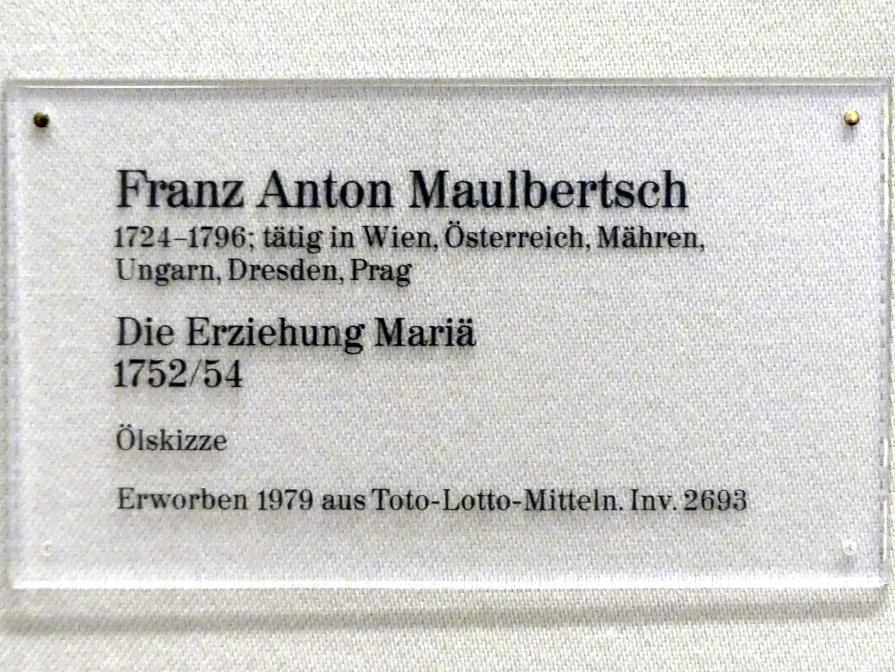 Franz Anton Maulbertsch
1724–1796; tätig in Wien, Österreich, Mähren,
Ungarn, Dresden, Prag
Die Erziehung Mariä
1752/54
Ölskizze
Erworben 1979 aus Toto-Lotto-Mitteln. Inv. 2693